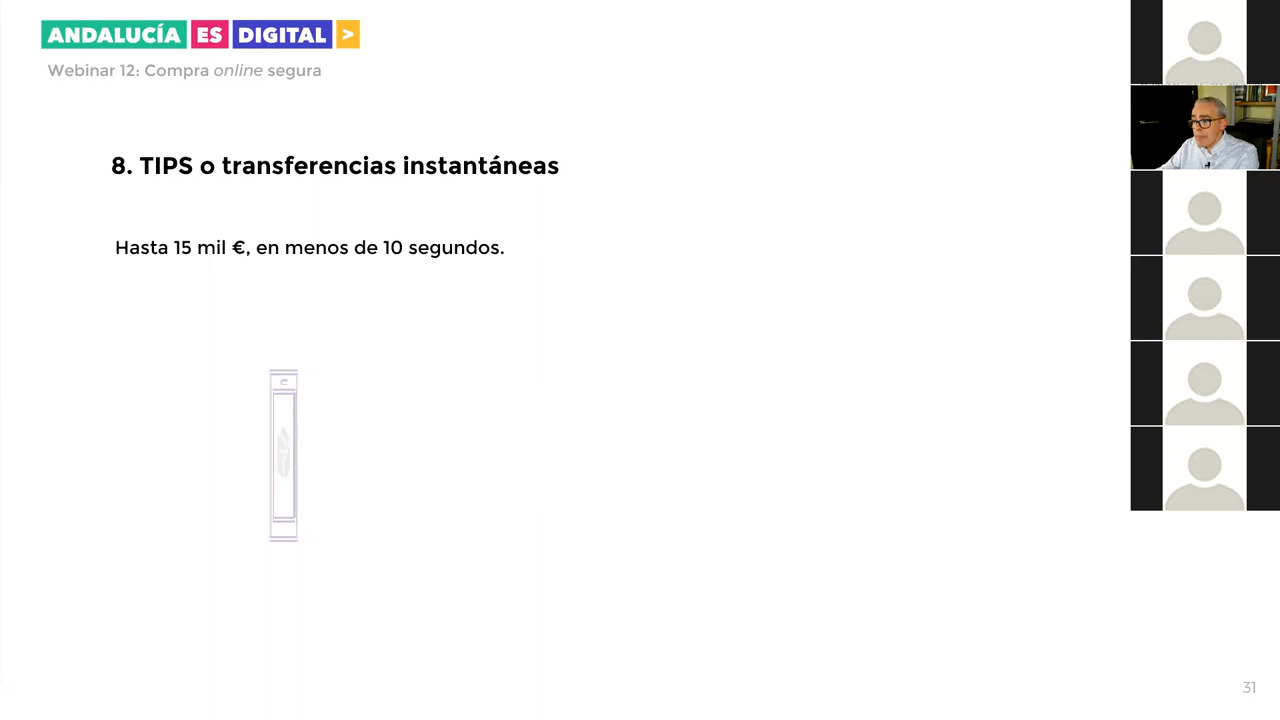 ANDALUCÍA ES DIGITAL >
Webinar 12: Compra online segura
8. TIPS o transferencias instantáneas
Hasta 15 mil €, en menos de 10 segundos.
31